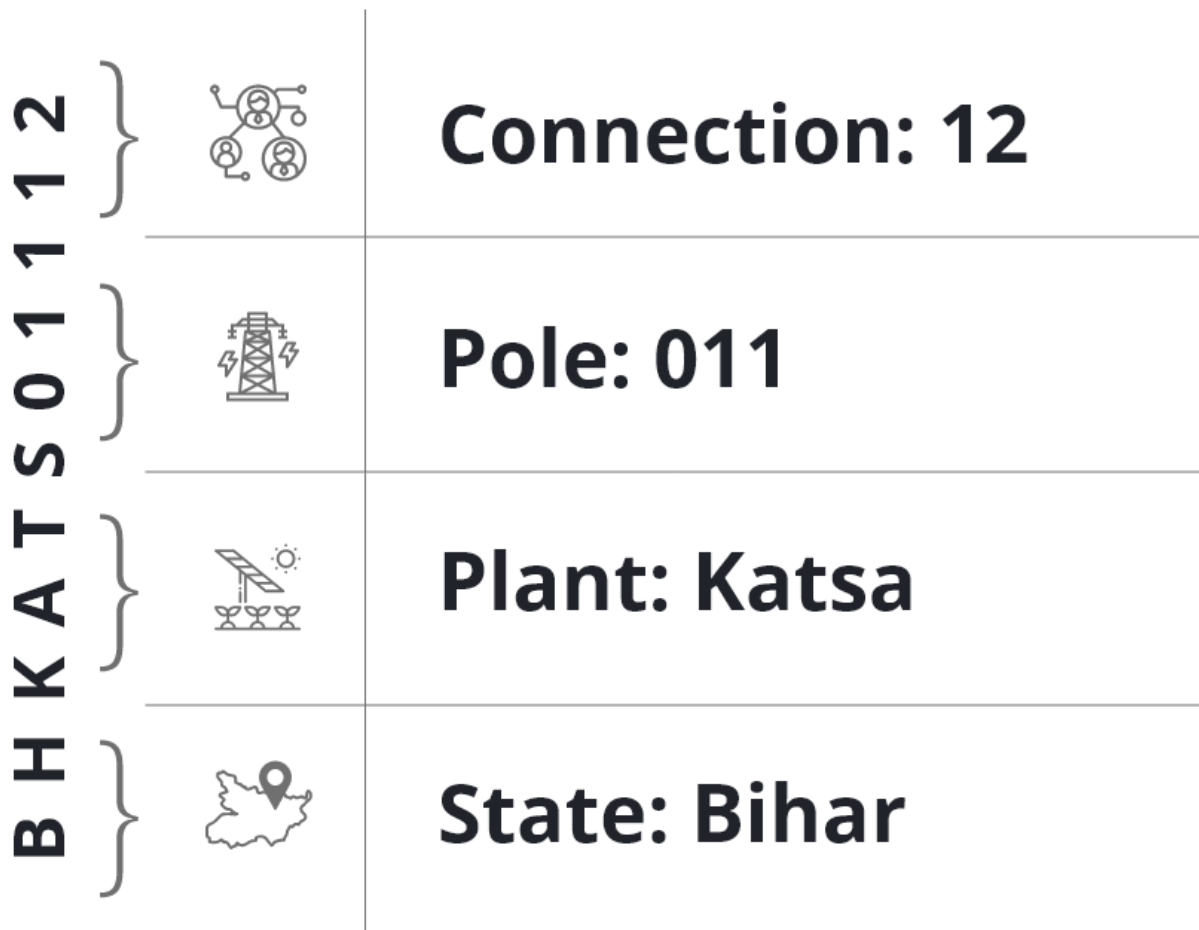 BHKATS01112
Connection: 12
Pole: 011
Plant: Katsa
State: Bihar